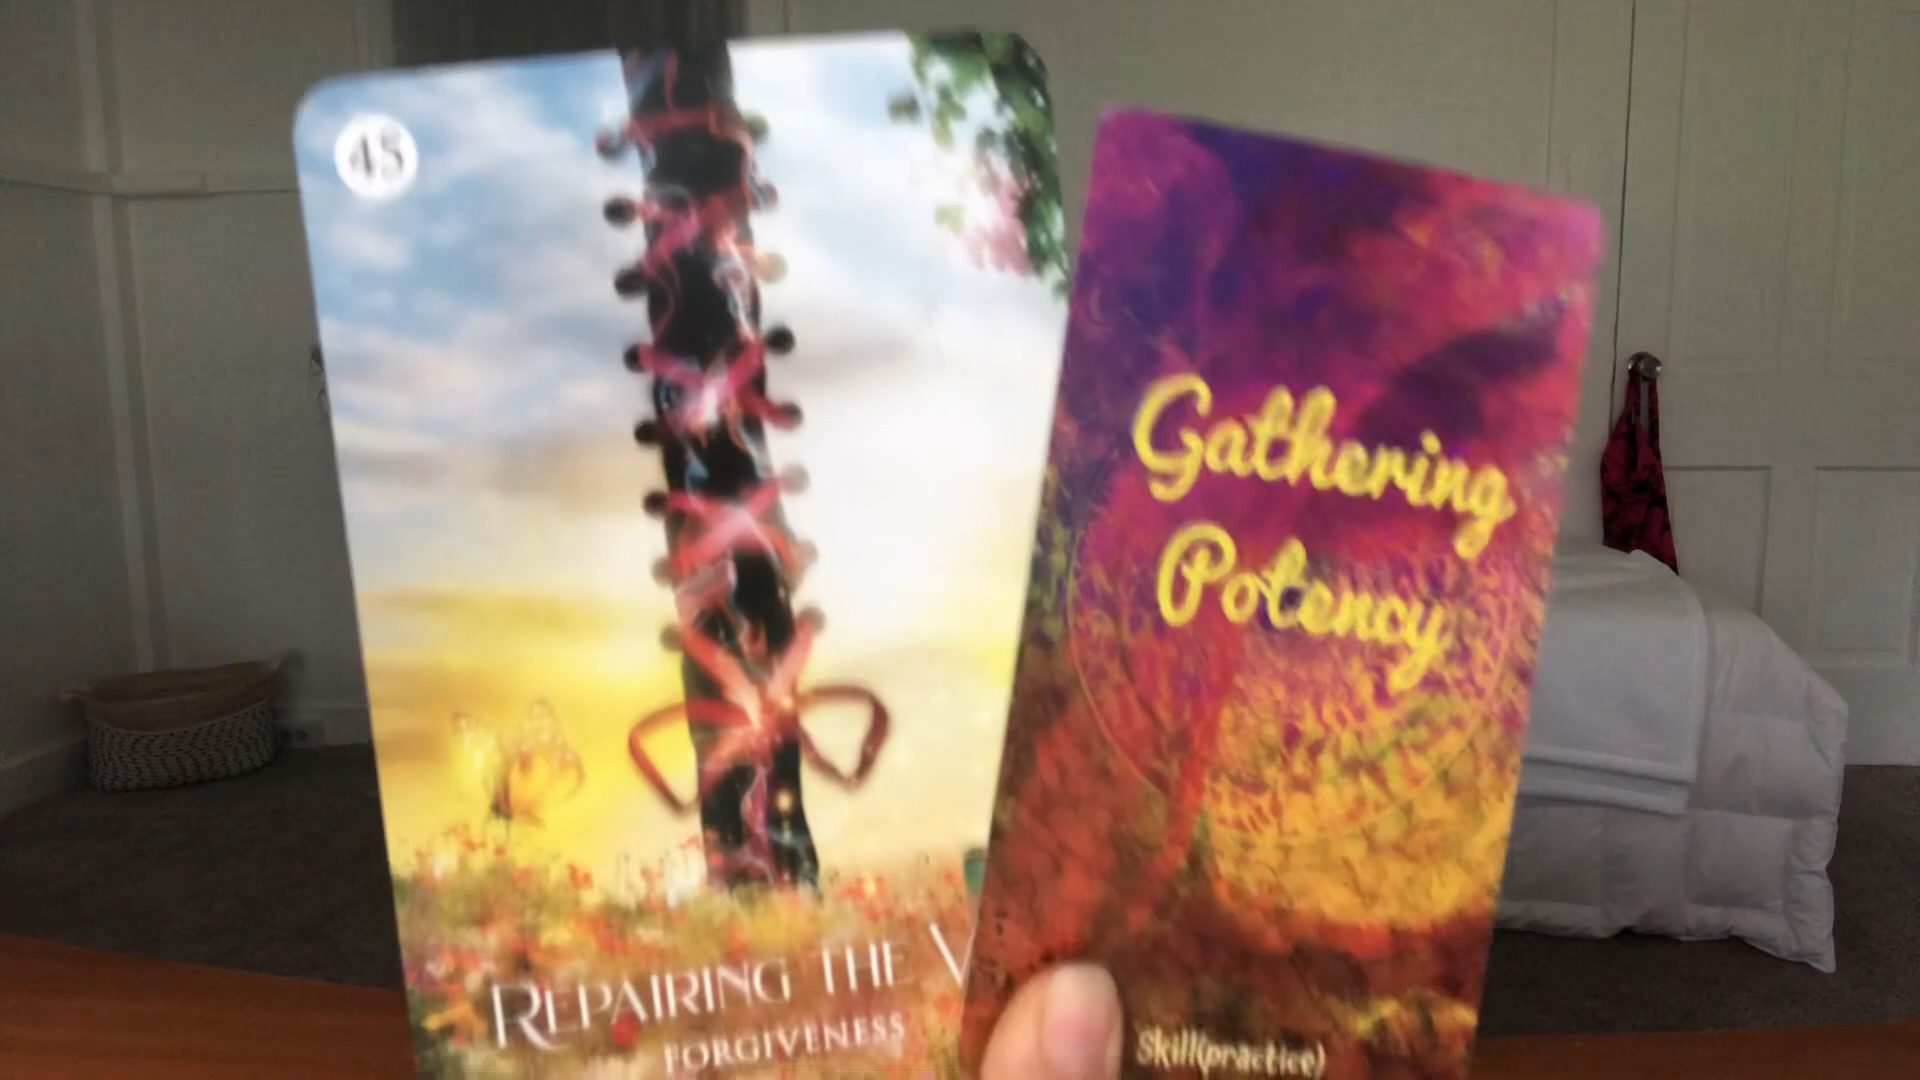 45
REPAIRING THE
FORGIVENESS
Gathering
Potency
Skill(practice)